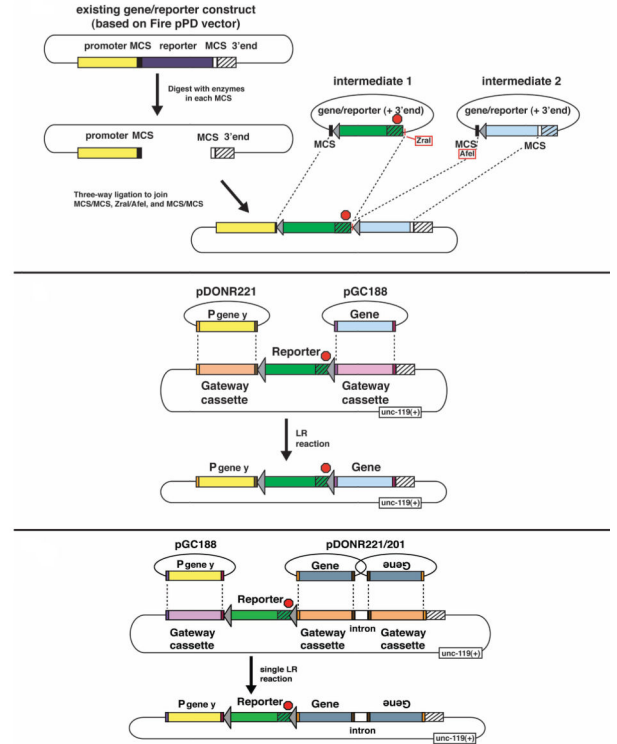 existing gene/reporter construct
(based on Fire pPD vector)
promoter MCS reporter MCS 3'end
Digest with enzymes
in each MCS
promoter MCS MCS 3'end
Three-way ligation to join
MCS/MCS, ZraI/AfeI, and MCS/MCS
intermediate 1
gene/reporter (+ 3'end)
MCS
ZraI
intermediate 2
gene/reporter (+ 3'end)
MCS
AfeI
MCS
pDONR221
P gene y
pGC188
Gene
Reporter
Gateway
cassette
Gateway
cassette
unc-119(+)
LR
reaction
P gene y
Gene
unc-119(+)
pGC188
P gene y
pDONR221/201
Gene
Gene
Reporter
Gateway
cassette
Gateway
cassette
intron
Gateway
cassette
unc-119(+)
single LR
reaction
P gene y
Reporter
Gene
Gene
intron
unc-119(+)